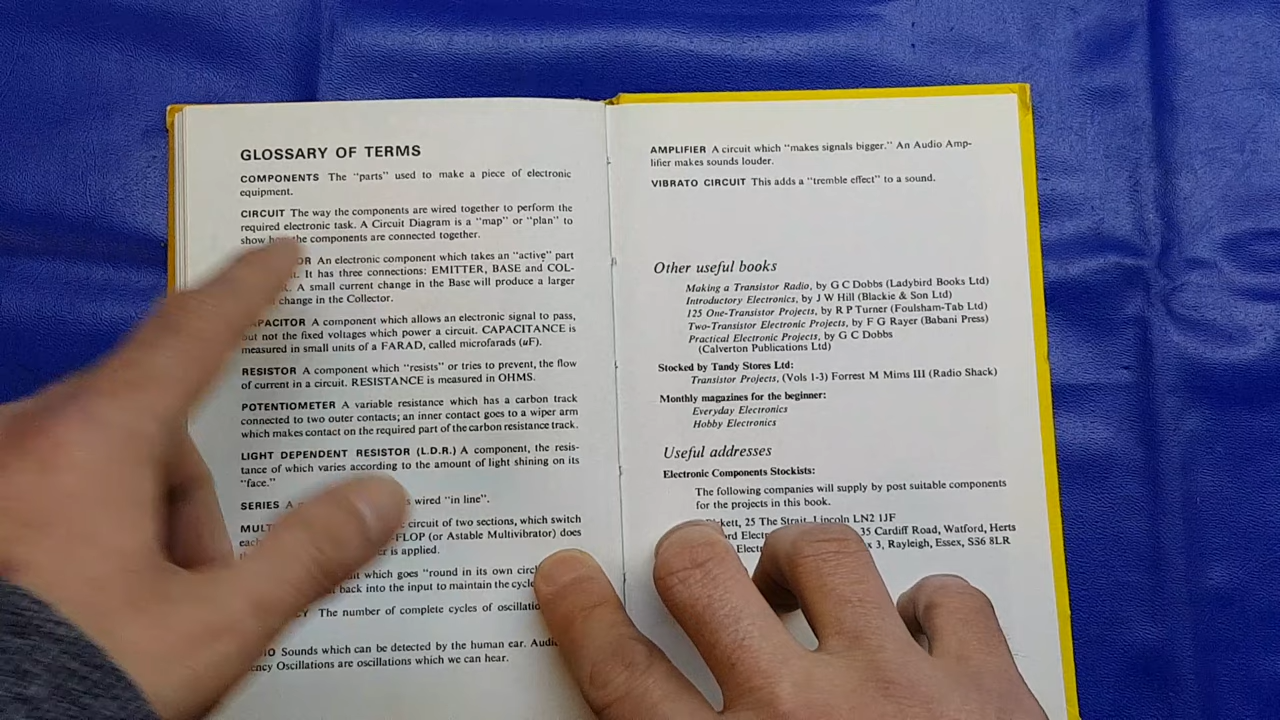 GLOSSARY OF TERMS
COMPONENTS The "parts" used to make a piece of electronic
equipment.
CIRCUIT The way the components are wired together to perform the
required electronic task. A Circuit Diagram is a "map" or "plan" to
show how the components are connected together.
OR An electronic component which takes an "active" part
It has three connections: EMITTER, BASE and COL-
A small current change in the Base will produce a larger
change in the Collector.
CAPACITOR A component which allows an electronic signal to pass,
but not the fixed voltages which power a circuit. CAPACITANCE is
measured in small units of a FARAD, called microfarads (uF).
RESISTOR A component which "resists" or tries to prevent, the flow
of current in a circuit. RESISTANCE is measured in OHMS.
POTENTIOMETER A variable resistance which has a carbon track
connected to two outer contacts; an inner contact goes to a wiper arm
which makes contact on the required part of the carbon resistance track.
LIGHT DEPENDENT RESISTOR (L.D.R.) A component, the resis-
tance of which varies according to the amount of light shining on its
"face."
SERIES A wired "in line".
circuit of two sections, which switch
each -FLOP (or Astable Multivibrator) does
is applied.
which goes "round in its own
back into the input to maintain the cycle
The number of complete cycles of
Sounds which can be detected by the human ear.
Oscillations are oscillations which we can hear.
AMPLIFIER A circuit which "makes signals bigger." An Audio Amp-
lifier makes sounds louder.
VIBRATO CIRCUIT This adds a "tremble effect" to a sound.
Other useful books
Making a Transistor Radio, by G C Dobbs (Ladybird Books Ltd)
Introductory Electronics, by J W Hill (Blackie & Son Ltd)
125 One-Transistor Projects, by R P Turner (Foulsham-Tab Ltd)
Two-Transistor Electronic Projects, by F G Rayer (Babani Press)
Practical Electronic Projects, by G C Dobbs
(Calverton Publications Ltd)
Stocked by Tandy Stores Ltd:
Transistor Projects, (Vols 1-3) Forrest M Mims III (Radio Shack)
Monthly magazines for the beginner:
Everyday Electronics
Hobby Electronics
Useful addresses
Electronic Components Stockists:
The following companies will supply by post suitable components
for the projects in this book.
25 The Strait, Lincoln LN2 1JF
35 Cardiff Road, Watford, Herts
3, Rayleigh, Essex, SS6 8LR